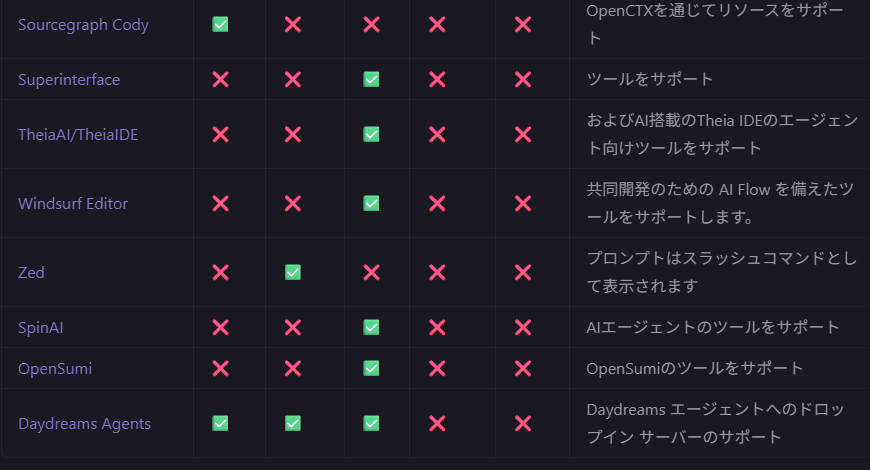 Sourcegraph Cody ✅ ❌ ❌ ❌ ❌ OpenCTXを通じてリソースをサポー
ト
Superinterface ❌ ❌ ✅ ❌ ❌ ツールをサポート
TheiaAI/TheiaIDE ❌ ❌ ✅ ❌ ❌ およびAI搭載のTheia IDEのエージェン
ト向けツールをサポート
Windsurf Editor ❌ ❌ ✅ ❌ ❌ 共同開発のための AI Flow を備えたツ
ールをサポートします。
Zed ❌ ✅ ❌ ❌ ❌ プロンプトはスラッシュコマンドとし
て表示されます
SpinAI ❌ ❌ ✅ ❌ ❌ AIエージェントのツールをサポート
OpenSumi ❌ ❌ ✅ ❌ ❌ OpenSumiのツールをサポート
Daydreams Agents ✅ ✅ ✅ ❌ ❌ Daydreams エージェントへのドロッ
プイン サーバーのサポート